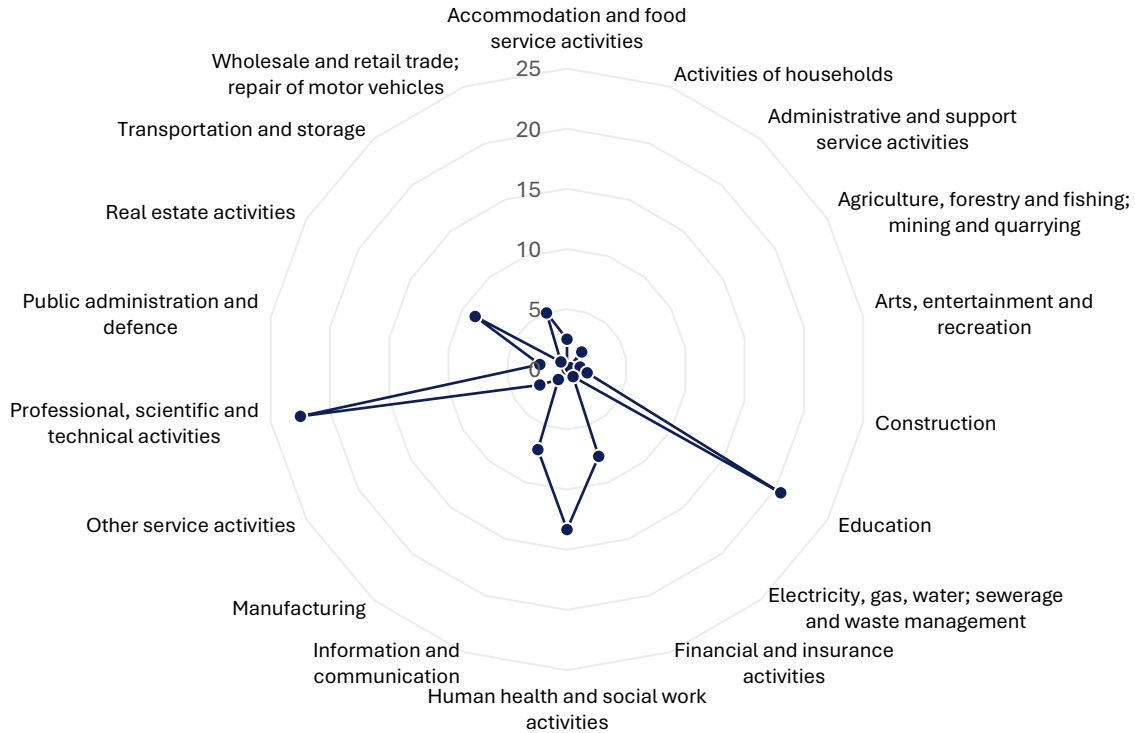 Accommodation and food
service activities
Activities of households
Administrative and support
service activities
Agriculture, forestry and fishing;
mining and quarrying
Arts, entertainment and
recreation
Construction
Education
Electricity, gas, water; sewerage
and waste management
Financial and insurance
activities
Human health and social work
activities
Information and
communication
Manufacturing
Other service activities
Professional, scientific and
technical activities
Public administration and
defence
Real estate activities
Transportation and storage
Wholesale and retail trade;
repair of motor vehicles
25
20
15
10
5
0